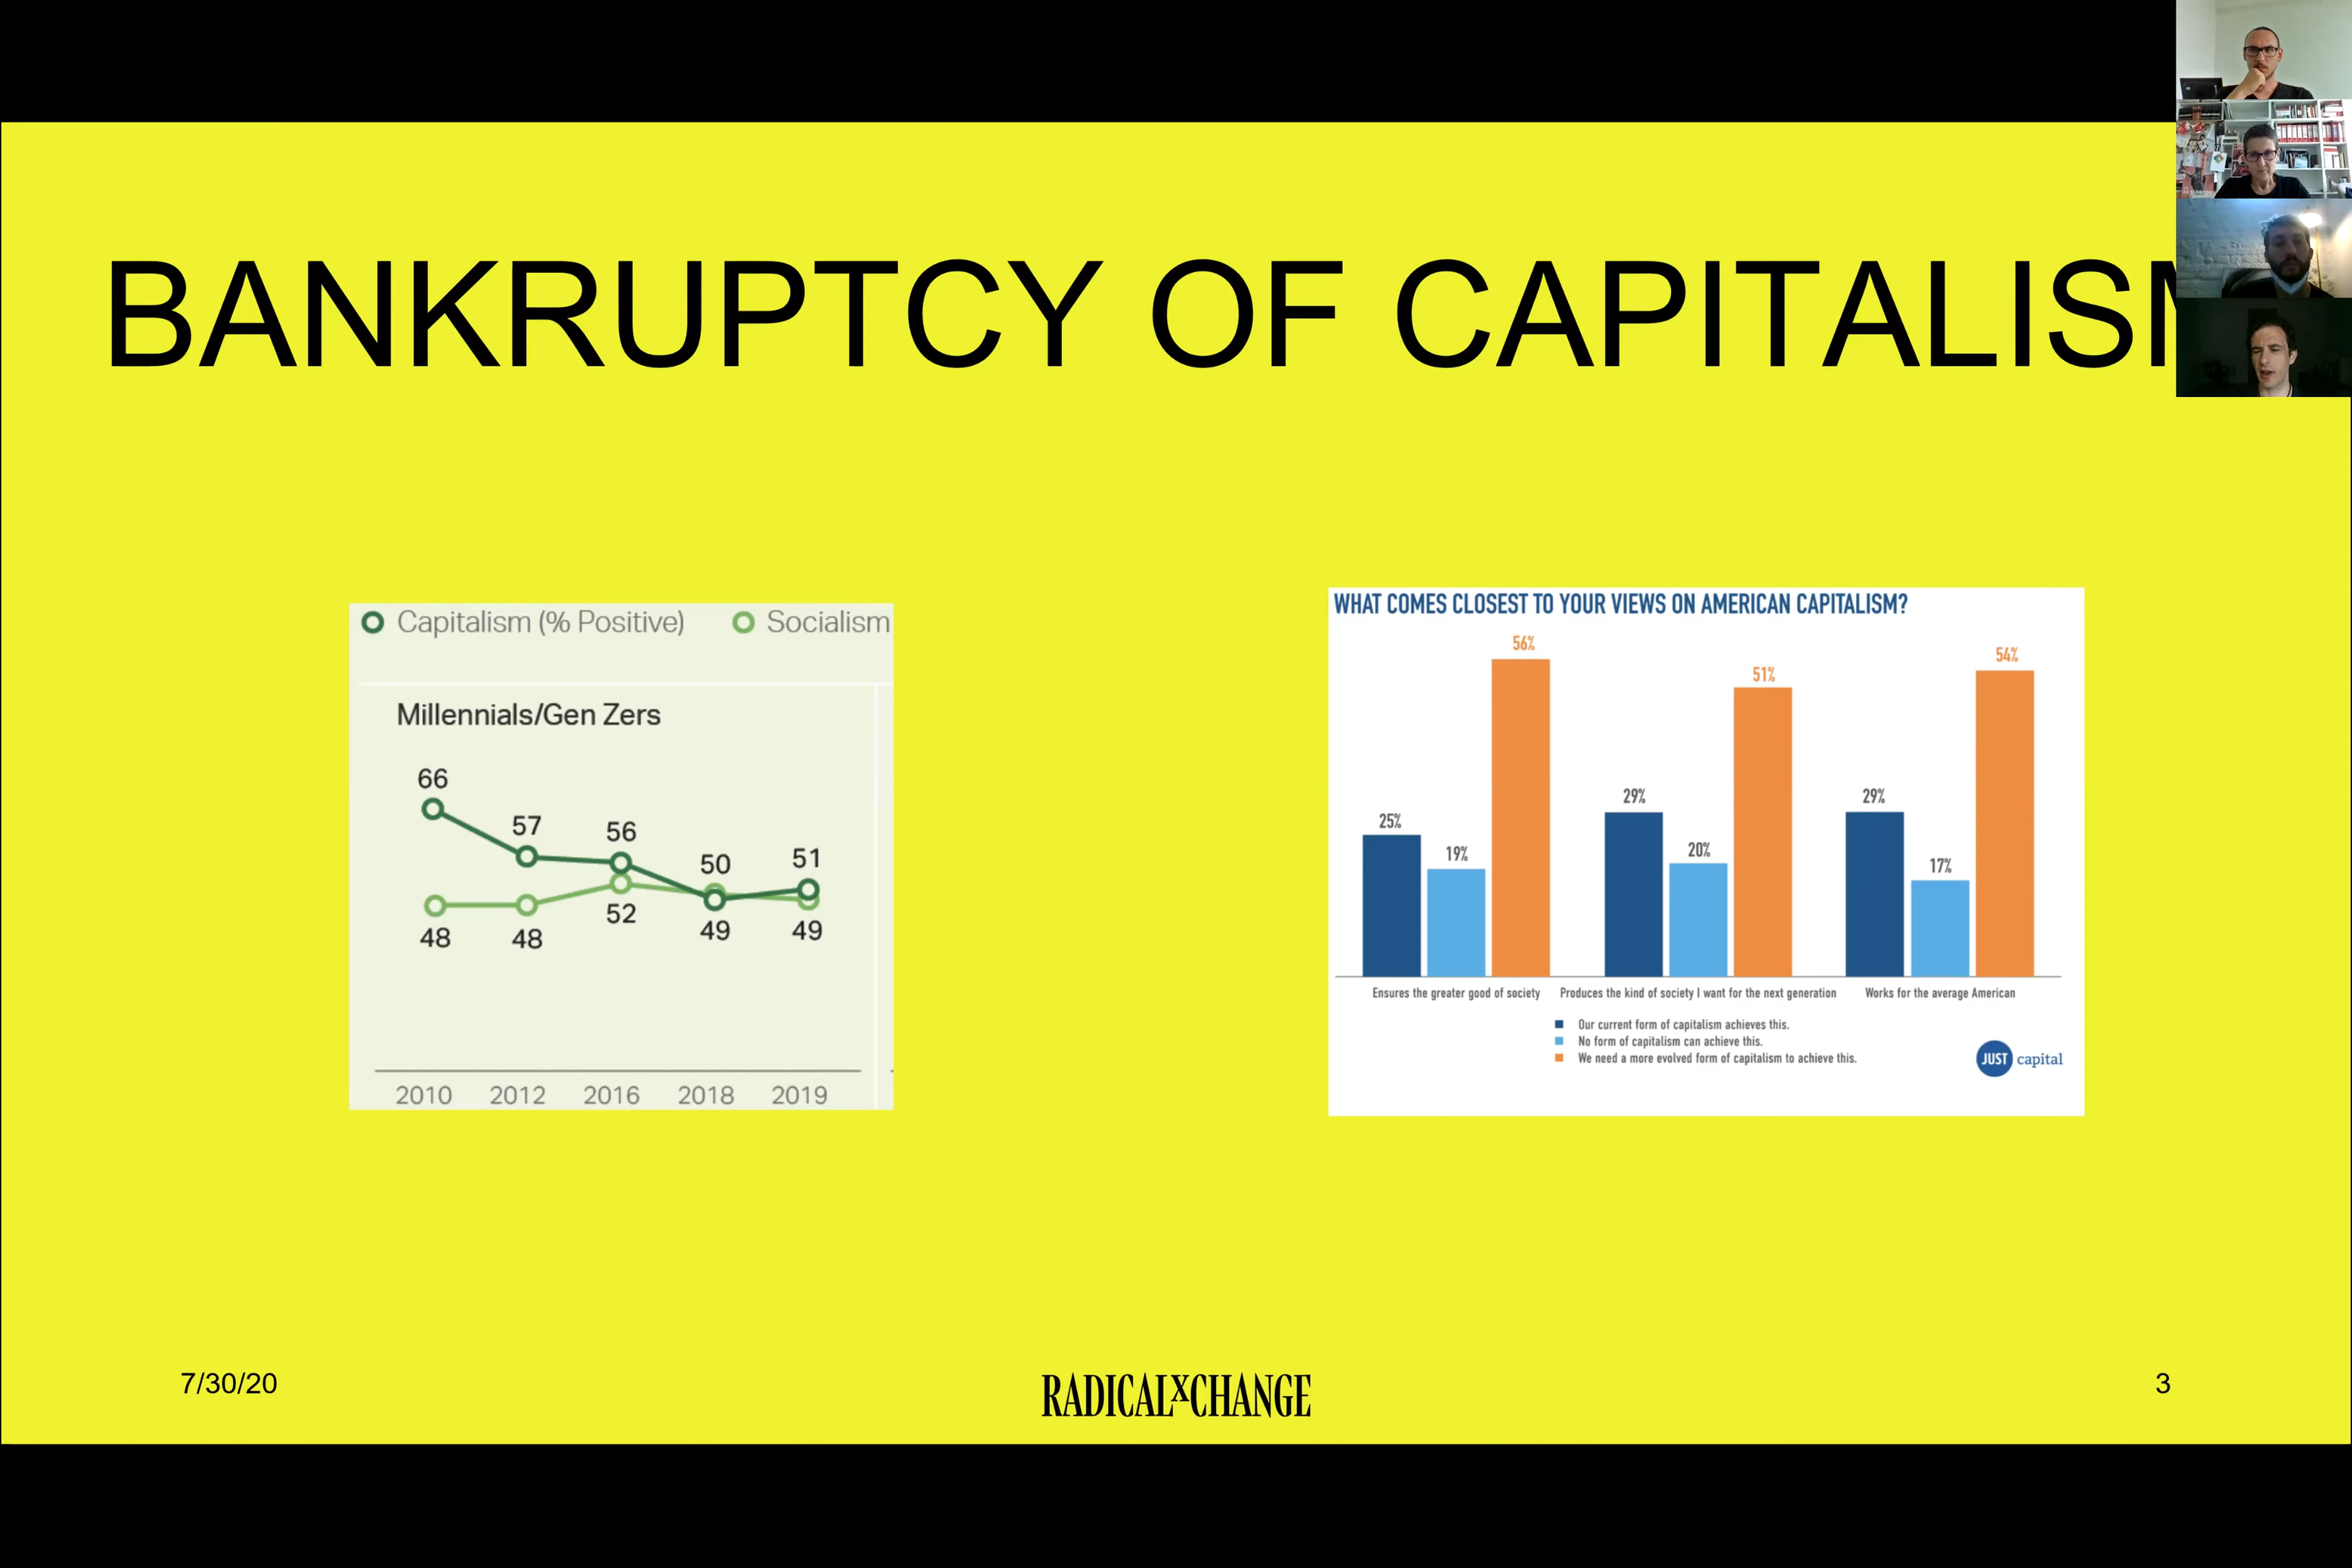 BANKRUPTCY OF CAPITALISM
Capitalism (% Positive) Socialism
Millennials/Gen Zers
66
57
56
50
51
48
48
52
49
49
2010 2012 2016 2018 2019
WHAT COMES CLOSEST TO YOUR VIEWS ON AMERICAN CAPITALISM?
56%
51%
54%
25%
19%
29%
20%
29%
17%
Ensures the greater good of society Produces the kind of society I want for the next generation Works for the average American
Our current form of capitalism achieves this.
No form of capitalism can achieve this.
We need a more evolved form of capitalism to achieve this.
JUST capital
7/30/20
RADICALXCHANGE
3